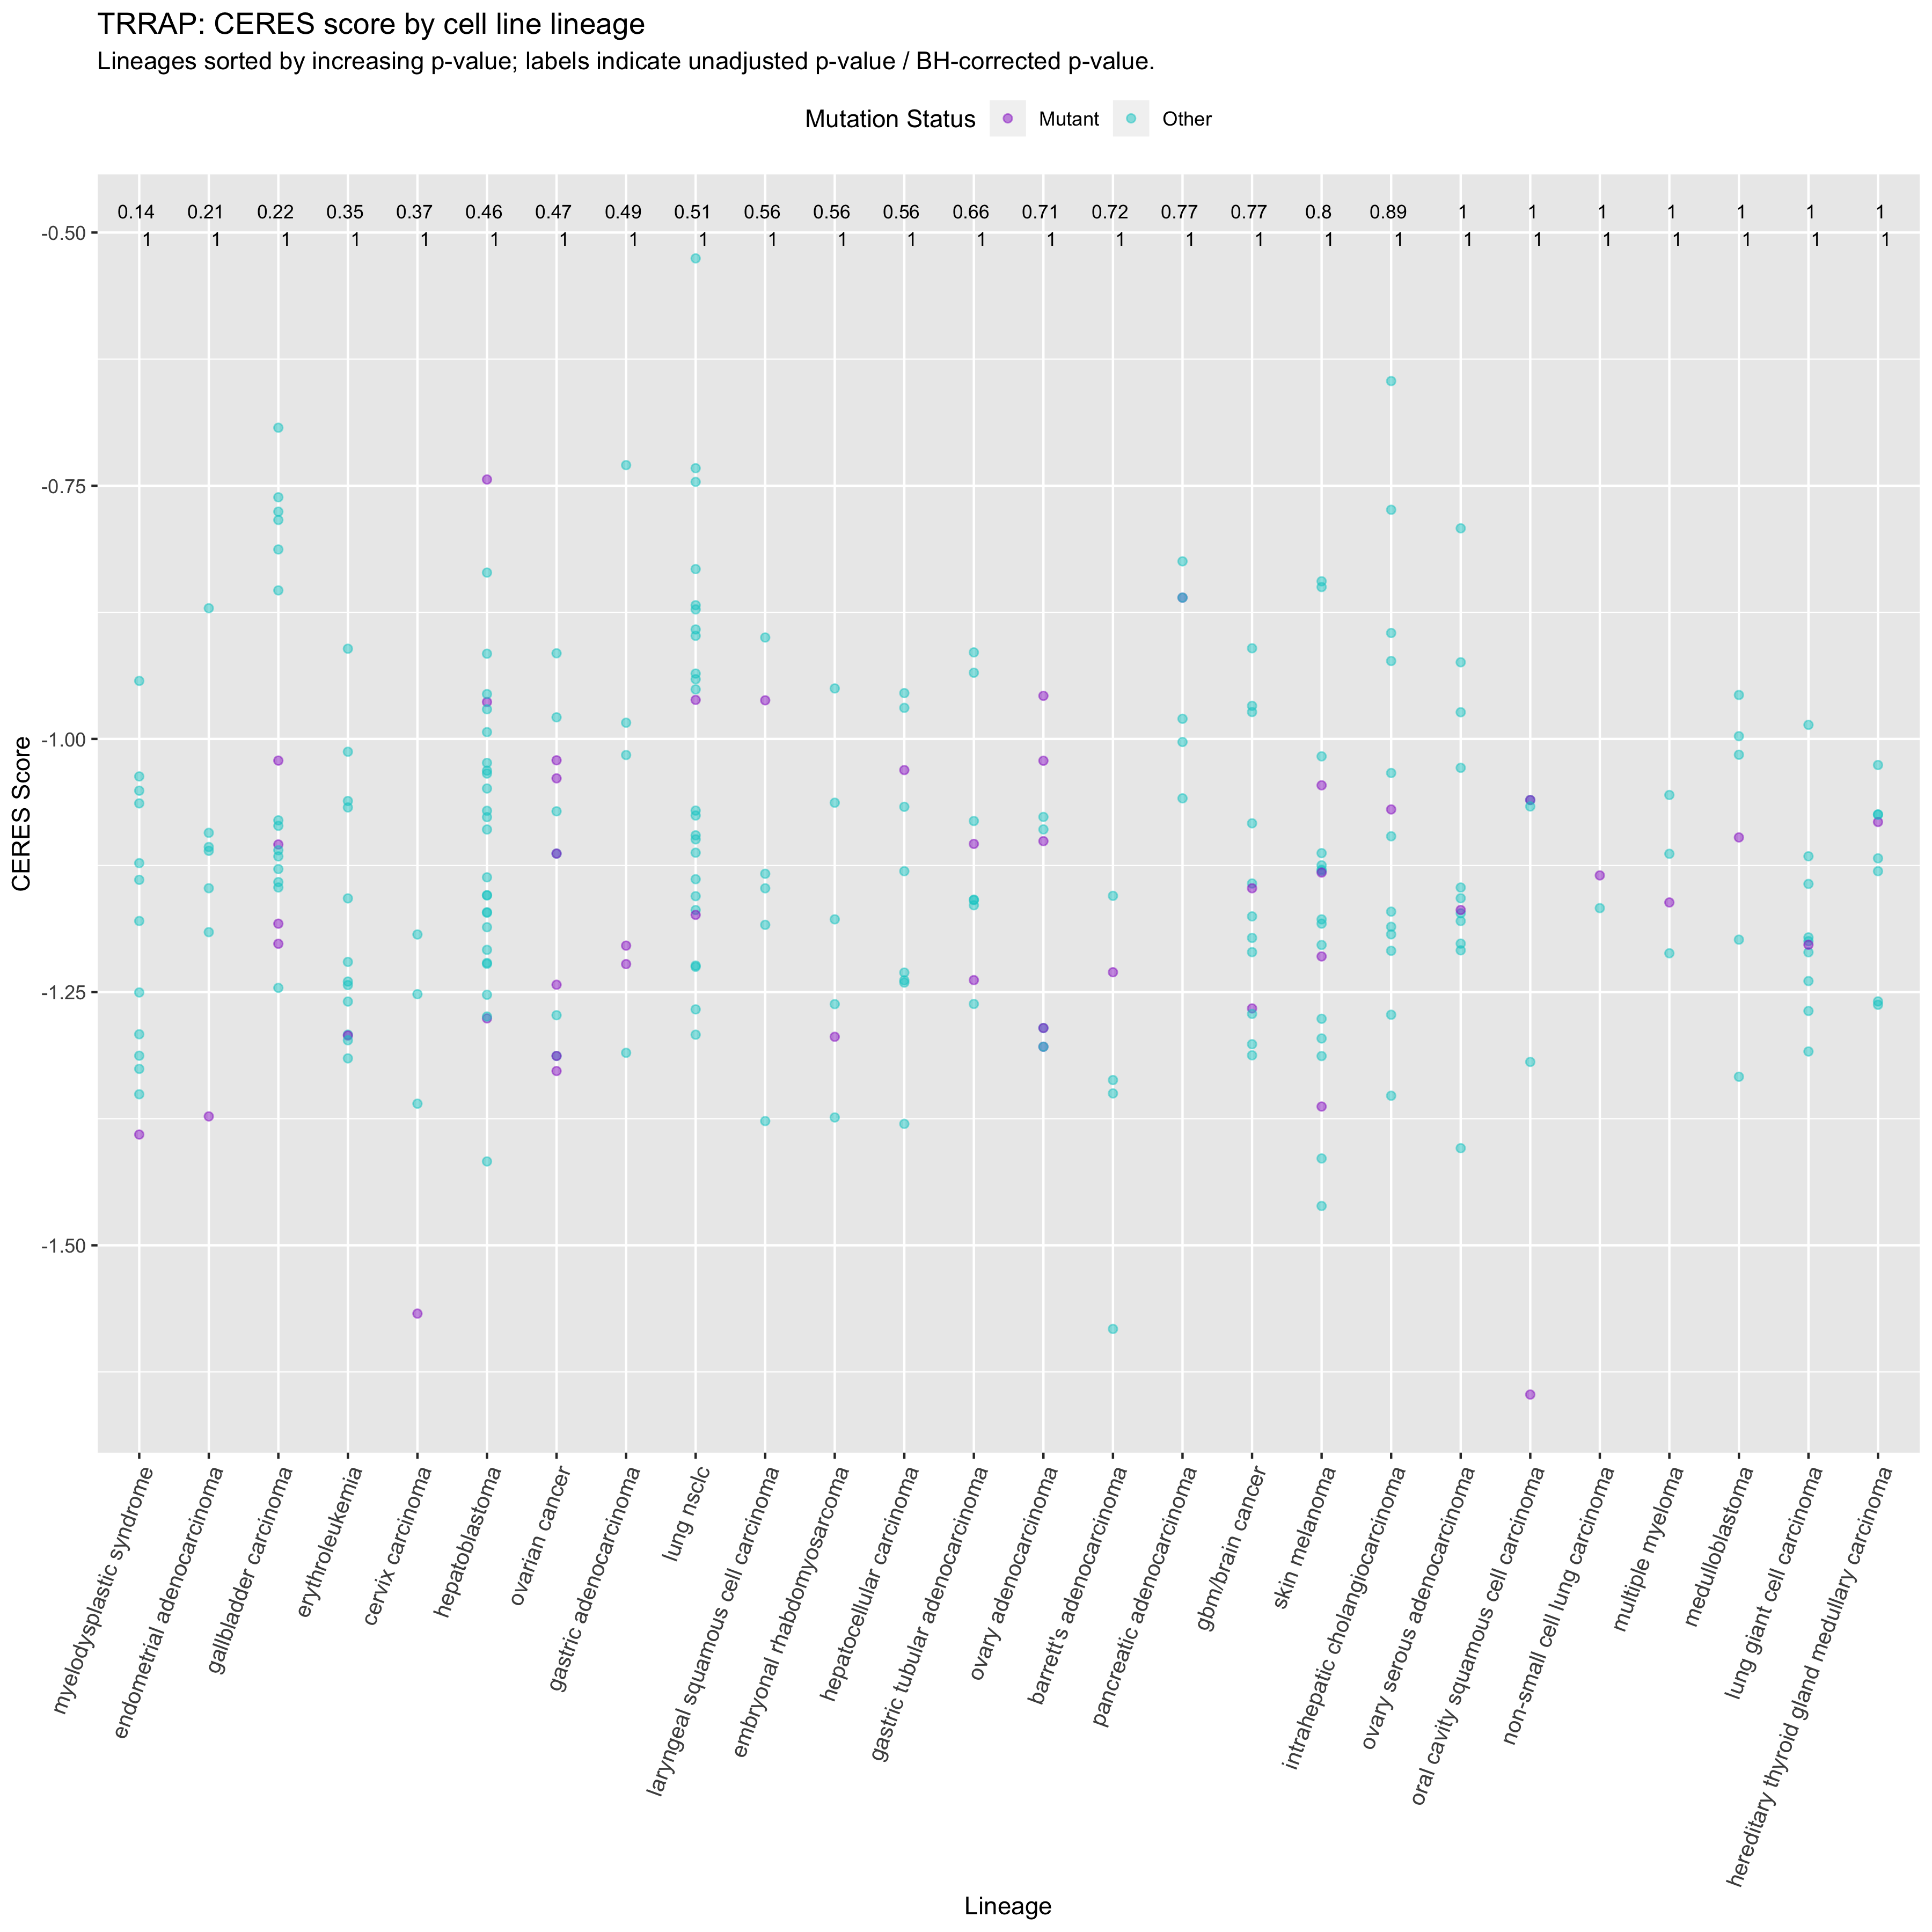 TRRAP: CERES score by cell line lineage
Lineages sorted by increasing p-value; labels indicate unadjusted p-value / BH-corrected p-value.
Mutation Status Mutant Other
0.14 0.21 0.22 0.35 0.37 0.46 0.47 0.49 0.51 0.56 0.56 0.56 0.66 0.71 0.72 0.77 0.77 0.8 0.89 1 1 1 1 1 1 1
1 1 1 1 1 1 1 1 1 1 1 1 1 1 1 1 1 1 1 1 1 1 1 1 1 1
-0.50
-0.75
-1.00
-1.25
-1.50
CERES Score
myelodysplastic syndrome
endometrial adenocarcinoma
gallbladder carcinoma
erythroleukemia
cervix carcinoma
hepatoblastoma
ovarian cancer
gastric adenocarcinoma
lung nsclc
laryngeal squamous cell carcinoma
embryonal rhabdomyosarcoma
hepatocellular carcinoma
gastric tubular adenocarcinoma
ovary adenocarcinoma
barrett's adenocarcinoma
pancreatic adenocarcinoma
gbm/brain cancer
skin melanoma
intrahepatic cholangiocarcinoma
ovary serous adenocarcinoma
oral cavity squamous cell carcinoma
non-small cell lung carcinoma
multiple myeloma
medulloblastoma
lung giant cell carcinoma
hereditary thyroid gland medullary carcinoma
Lineage